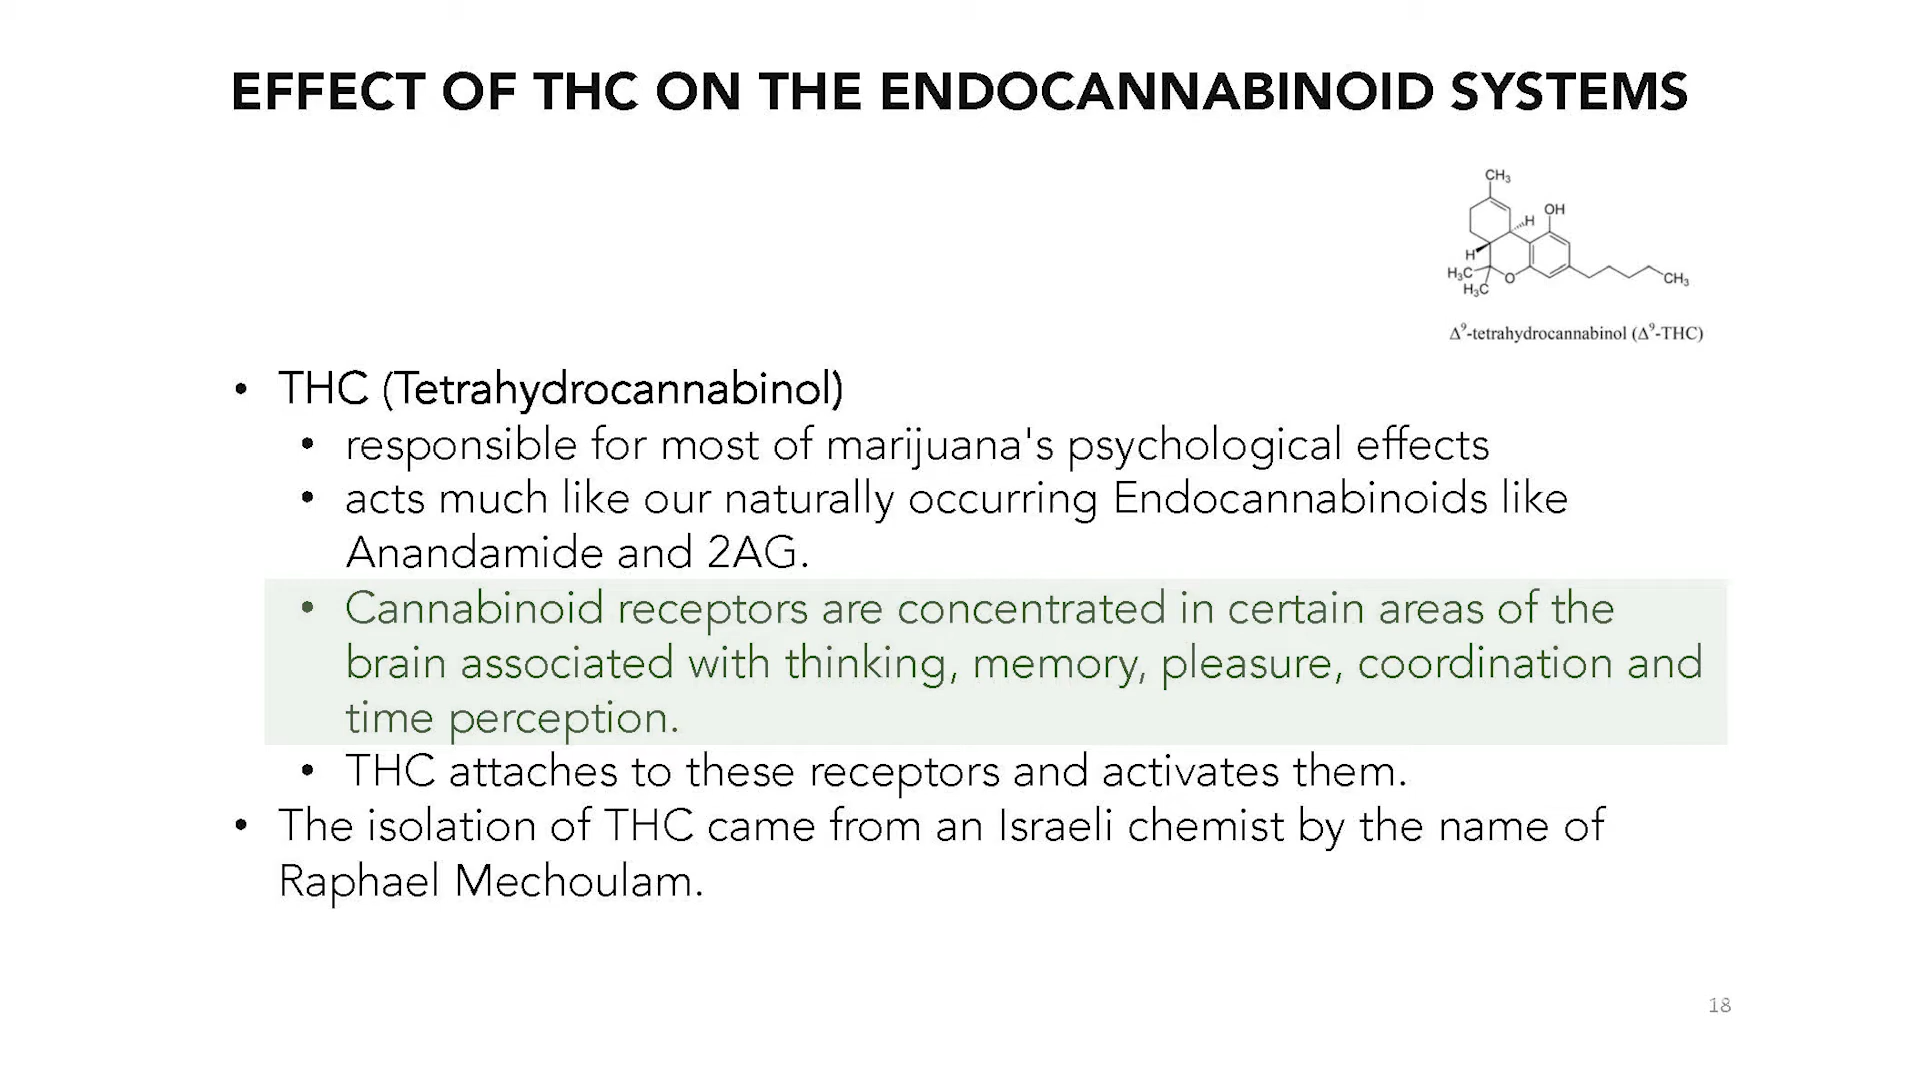 EFFECT OF THC ON THE ENDOCANNABINOID SYSTEMS
CH₃
OH
H
H
H₃C
O
H₃C
CH₃
Δ⁹-tetrahydrocannabinol (Δ⁹-THC)
• THC (Tetrahydrocannabinol)
• responsible for most of marijuana's psychological effects
• acts much like our naturally occurring Endocannabinoids like
Anandamide and 2AG.
• Cannabinoid receptors are concentrated in certain areas of the
brain associated with thinking, memory, pleasure, coordination and
time perception.
• THC attaches to these receptors and activates them.
• The isolation of THC came from an Israeli chemist by the name of
Raphael Mechoulam.
18